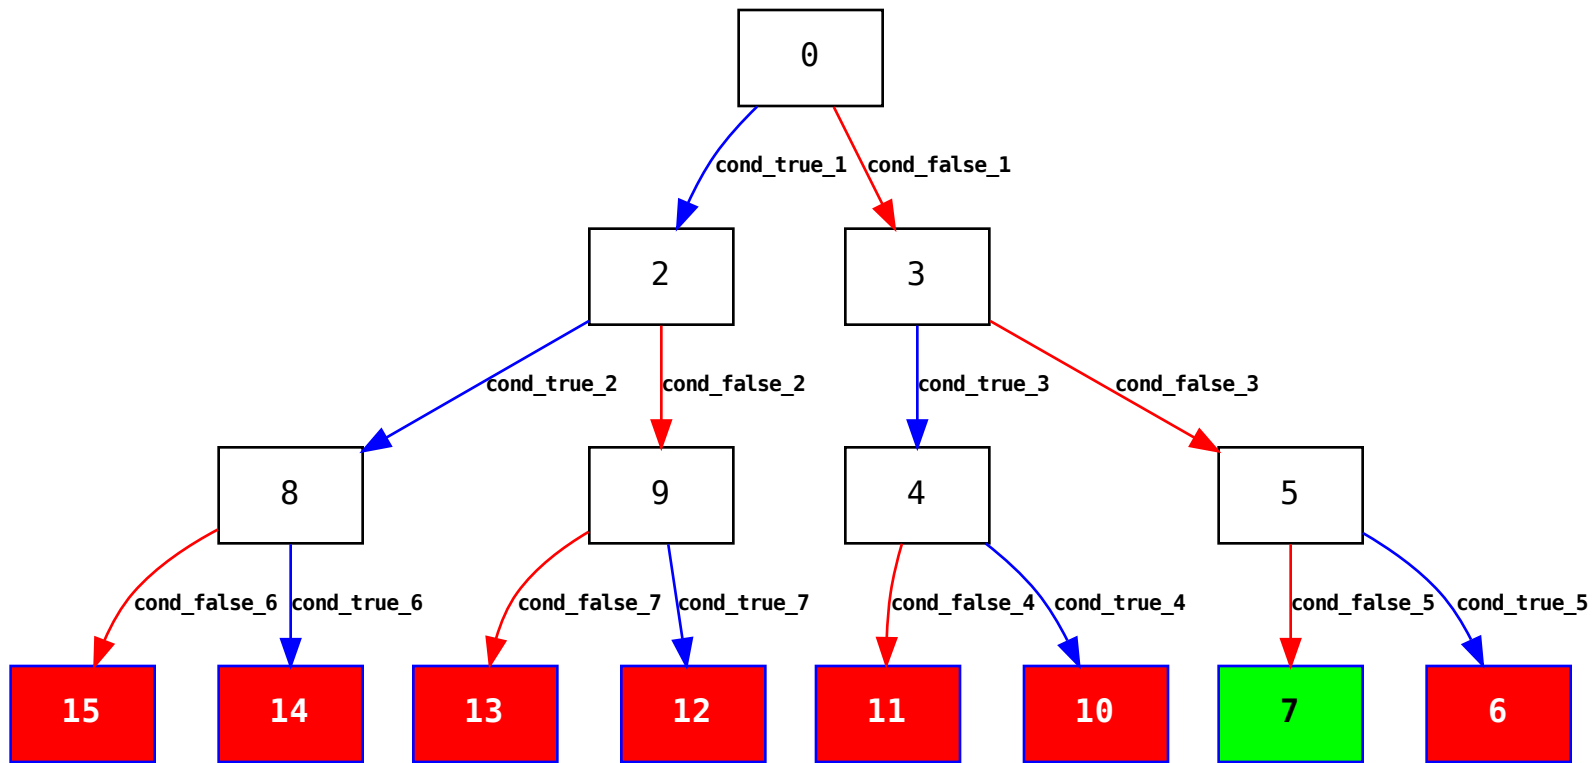 0
cond_true_1 cond_false_1
2 3
cond_true_2 cond_false_2 cond_true_3 cond_false_3
8 9 4 5
cond_false_6 cond_true_6 cond_false_7 cond_true_7 cond_false_4 cond_true_4 cond_false_5 cond_true_5
15 14 13 12 11 10 7 6